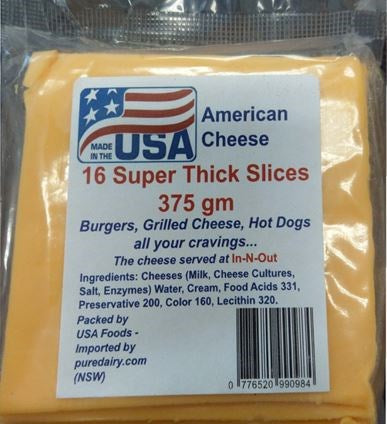 MADE
IN THE
USA
American
Cheese
16 Super Thick Slices
375 gm
Burgers, Grilled Cheese, Hot Dogs
all your cravings...
The cheese served at In-N-Out
Ingredients: Cheeses (Milk, Cheese Cultures,
Salt, Enzymes) Water, Cream, Food Acids 331,
Preservative 200, Color 160, Lecithin 320.
Packed by
USA Foods -
Imported by
puredairy.com
(NSW)
0 776520 990984